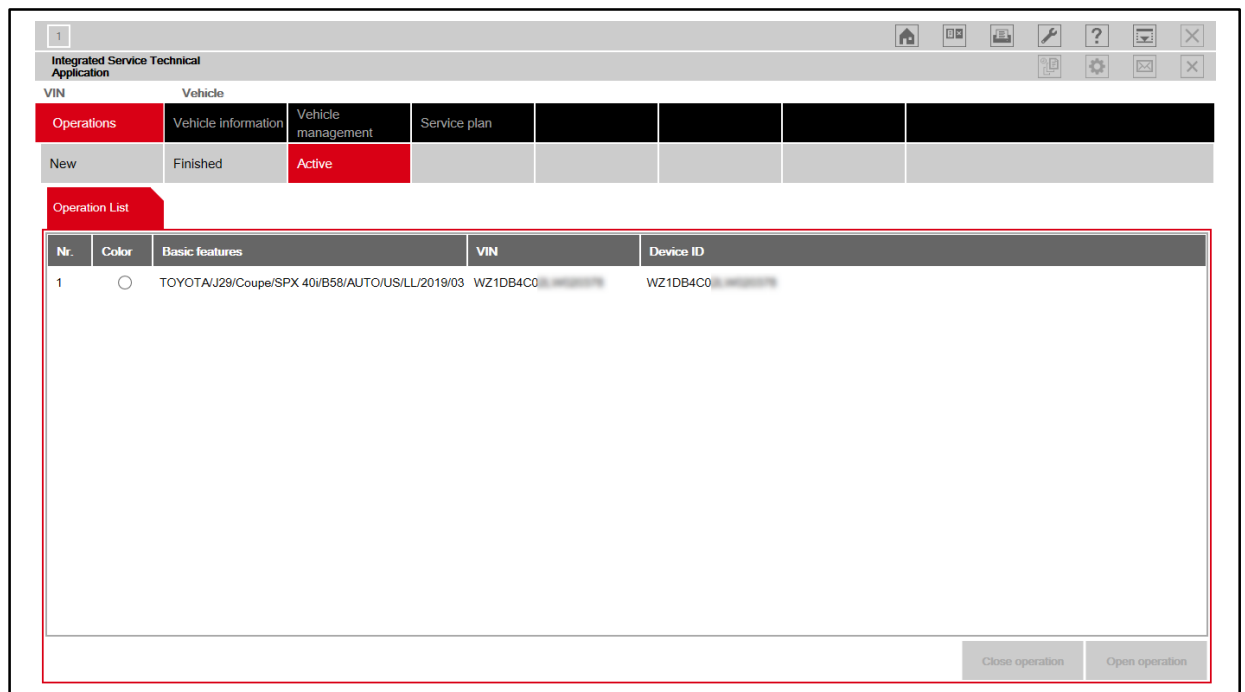 1
?
Integrated Service Technical
Application
VIN Vehicle
Operations Vehicle information Vehicle management Service plan
New Finished Active
Operation List
Nr. Color Basic features VIN Device ID
1 TOYOTA/J29/Coupe/SPX 40i/B58/AUTO/US/LL/2019/03 WZ1DB4C0 WZ1DB4C0
Close operation Open operation